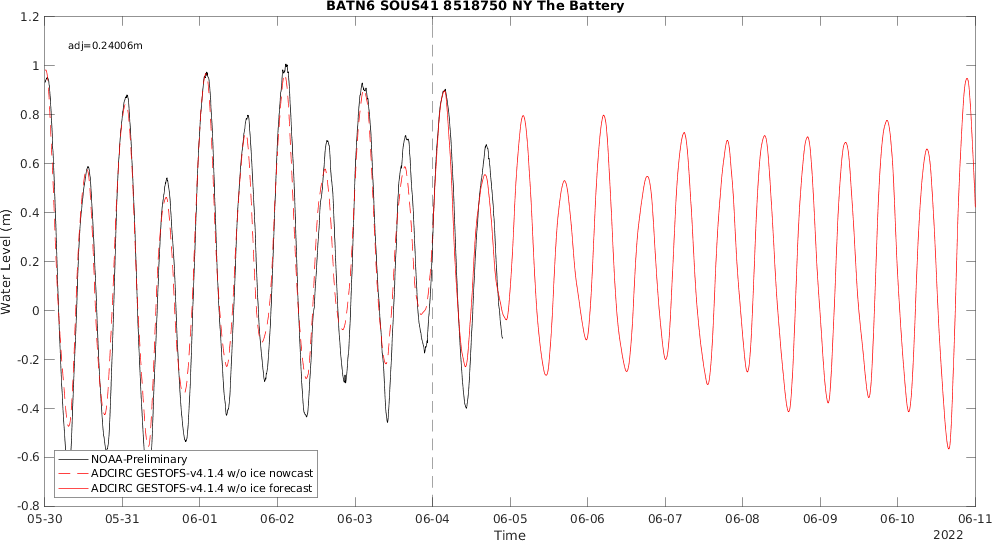 BATN6 SOUS41 8518750 NY The Battery
1.2
adj=0.24006m
1
0.8
0.6
0.4
0.2
0
-0.2
-0.4
-0.6
-0.8
Water Level (m)
NOAA-Preliminary
ADCIRC GESTOFS-v4.1.4 w/o ice nowcast
ADCIRC GESTOFS-v4.1.4 w/o ice forecast
05-30 05-31 06-01 06-02 06-03 06-04 06-05 06-06 06-07 06-08 06-09 06-10 06-11
Time
2022